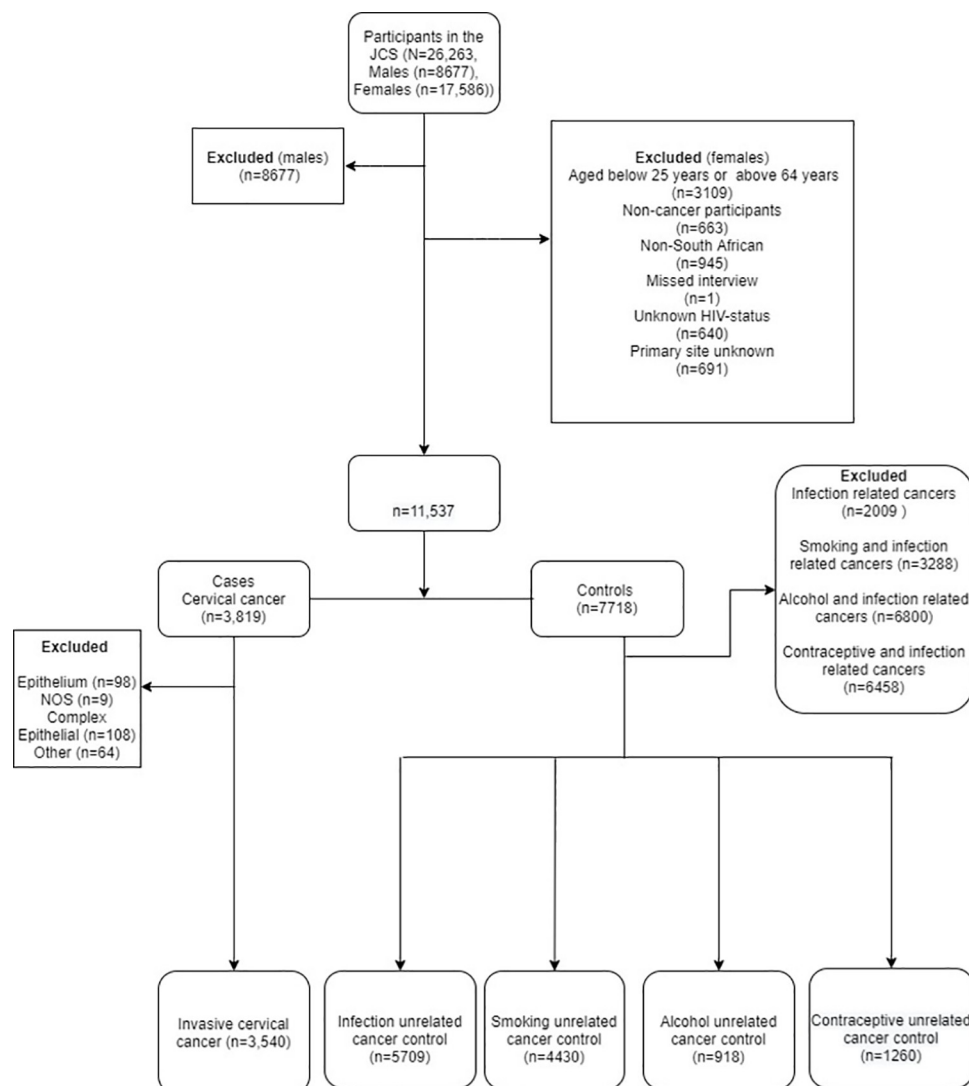 Participants in the
JCS (N=26,263,
Males (n=8677),
Females (n=17,586))
Excluded (males)
(n=8677)
Excluded (females)
Aged below 25 years or above 64 years
(n=3109)
Non-cancer participants
(n=663)
Non-South African
(n=945)
Missed interview
(n=1)
Unknown HIV-status
(n=640)
Primary site unknown
(n=691)
n=11,537
Excluded
Infection related cancers
(n=2009 )
Smoking and infection
related cancers (n=3288)
Alcohol and infection related
cancers (n=6800)
Contraceptive and infection
related cancers
(n=6458)
Cases
Cervical cancer
(n=3,819)
Controls
(n=7718)
Excluded
Epithelium (n=98)
NOS (n=9)
Complex
Epithelial (n=108)
Other (n=64)
Invasive cervical
cancer (n=3,540)
Infection unrelated
cancer control
(n=5709)
Smoking unrelated
cancer control
(n=4430)
Alcohol unrelated
cancer control
(n=918)
Contraceptive unrelated
cancer control
(n=1260)